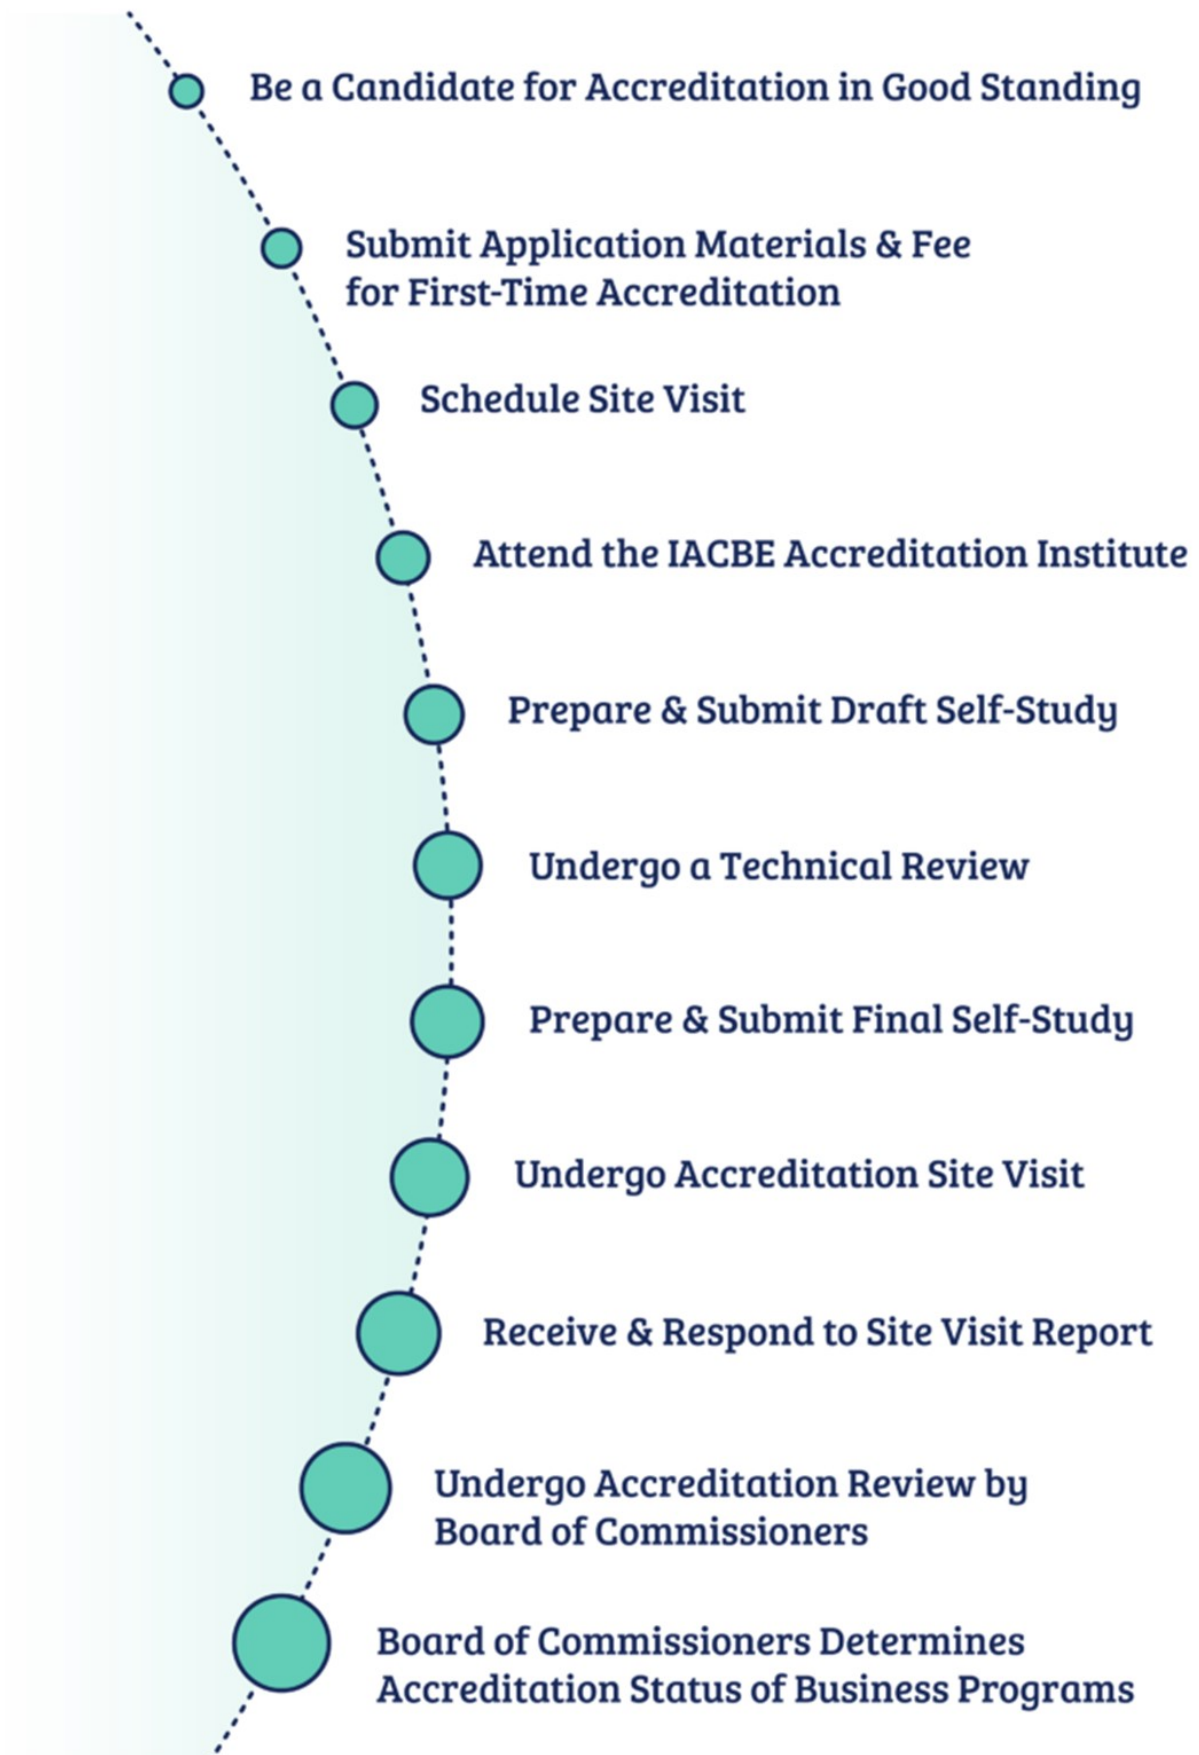 Be a Candidate for Accreditation in Good Standing
Submit Application Materials & Fee
for First-Time Accreditation
Schedule Site Visit
Attend the IACBE Accreditation Institute
Prepare & Submit Draft Self-Study
Undergo a Technical Review
Prepare & Submit Final Self-Study
Undergo Accreditation Site Visit
Receive & Respond to Site Visit Report
Undergo Accreditation Review by
Board of Commissioners
Board of Commissioners Determines
Accreditation Status of Business Programs